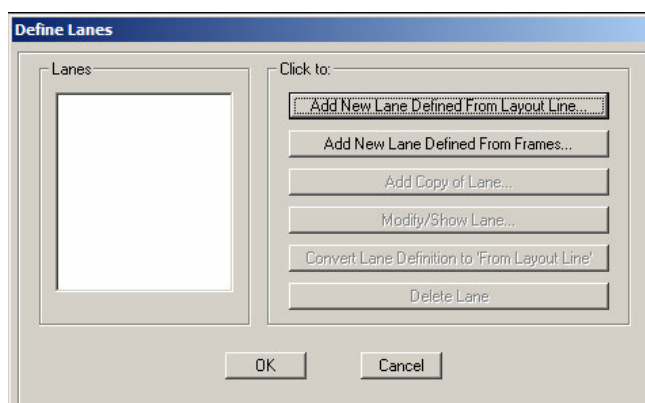 Define Lanes
Lanes
Click to:
Add New Lane Defined From Layout Line...
Add New Lane Defined From Frames...
Add Copy of Lane...
Modify/Show Lane...
Convert Lane Definition to 'From Layout Line'
Delete Lane
OK
Cancel